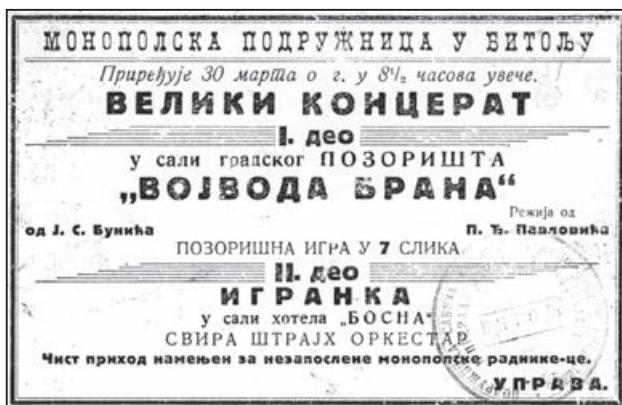 МОНОПОЛСКА ПОДРУЖНИЦА У БИТОЉУ
Приређује 30 марта о г. у 8½ часова увече.
ВЕЛИКИ КОНЦЕРАТ
I. део
у сали градског ПОЗОРИШТА
„ВОЈВОДА БРАНА“
од Ј. С. Бунића
Режија од
П. Ђ. Павловића
ПОЗОРИШНА ИГРА У 7 СЛИКА
II. део
ИГРАНКА
у сали хотела „БОСНА“
СВИРА ШТРАЈХ ОРКЕСТАР
Чист приход намењен за незапослене монополске раднике-це.
УПРАВА.
БИТОЉ